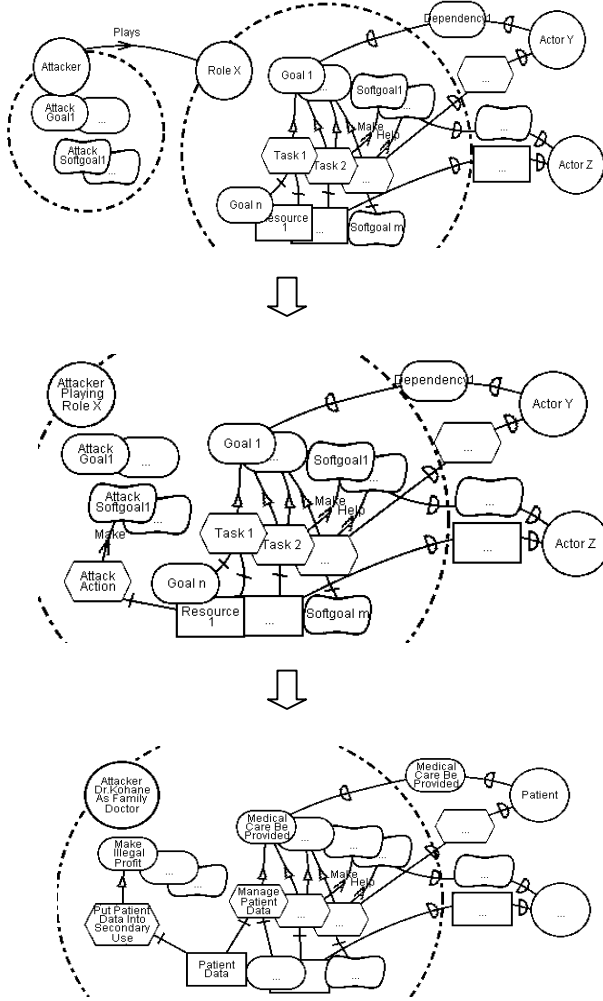 Plays
Attacker
Role X
Attack
Goal1
...
Attack
Softgoal1
...
Goal 1
...
Softgoal1
...
Make
Help
Task 1
Task 2
...
Goal n
Resource
1
...
Softgoal m
Dependency1
Actor Y
...
...
...
Actor Z
Attacker
Playing
Role X
Attack
Goal1
...
Attack
Softgoal1
...
Make
Attack
Action
Goal 1
...
Softgoal1
...
Make
Help
Task 1
Task 2
...
Goal n
Resource
1
...
Softgoal m
Dependency1
Actor Y
...
...
...
Actor Z
Attacker
Dr.Kohane
As Family
Doctor
Make
Illegal
Profit
...
...
Put Patient
Data Into
Secondary
Use
Medical
Care Be
Provided
...
...
...
Make
Help
Manage
Patient
Data
...
...
Patient
Data
...
...
...
Medical
Care Be
Provided
Patient
...
...
...
...